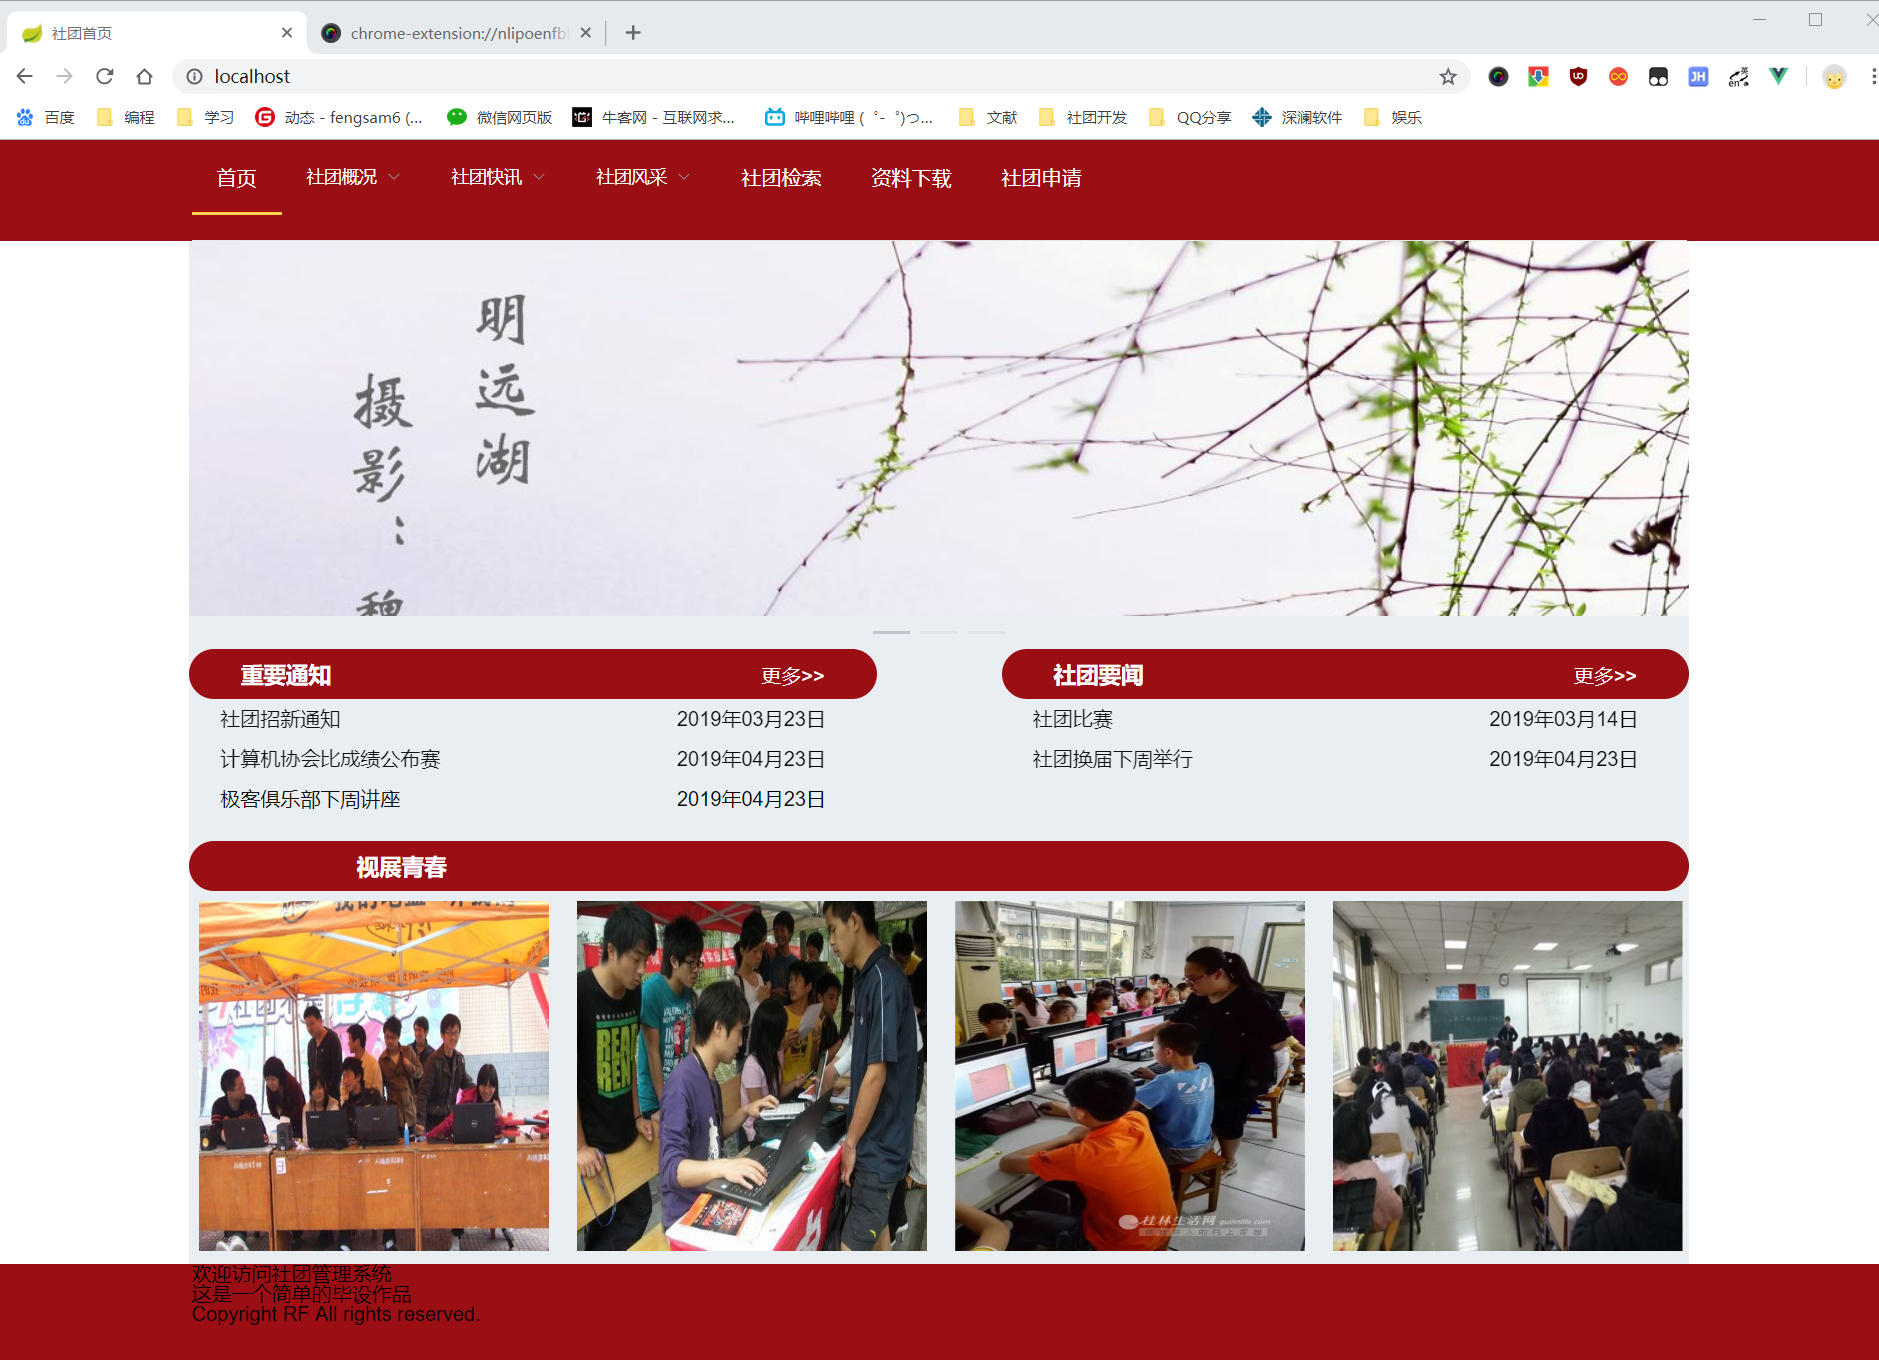 社团首页
chrome-extension://nlipoenfb
localhost
百度 编程 学习 动态 - fengsam6 (... 微信网页版 牛客网 - 互联网求... 哔哩哔哩 ( ゜- ゜)つ... 文献 社团开发 QQ分享 深澜软件 娱乐
首页 社团概况 社团快讯 社团风采 社团检索 资料下载 社团申请
明远湖
摄影：
重要通知 更多>>
社团招新通知 2019年03月23日
计算机协会比成绩公布赛 2019年04月23日
极客俱乐部下周讲座 2019年04月23日
社团要闻 更多>>
社团比赛 2019年03月14日
社团换届下周举行 2019年04月23日
视展青春
桂林生活网 guilinlife.com
欢迎访问社团管理系统
这是一个简单的毕设作品
Copyright RF All rights reserved.